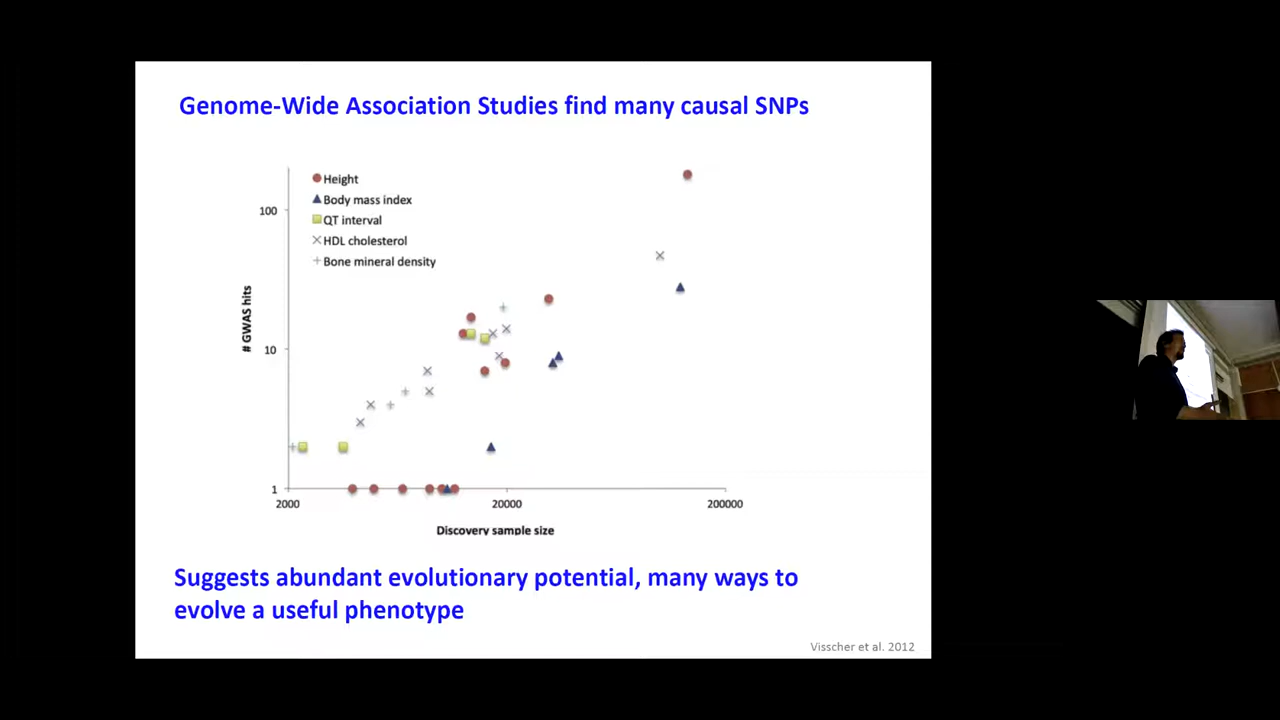 Genome-Wide Association Studies find many causal SNPs
Height
Body mass index
QT interval
HDL cholesterol
Bone mineral density
# GWAS hits
100
10
1
2000
20000
200000
Discovery sample size
Suggests abundant evolutionary potential, many ways to
evolve a useful phenotype
Visscher et al. 2012